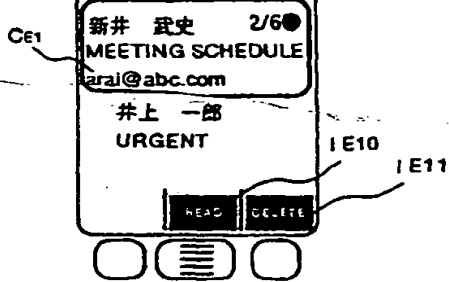 CE1
新井　武史 2/6
MEETING SCHEDULE
arai@abc.com
井上　一郎
URGENT
IE10
IE11
READ DELETE